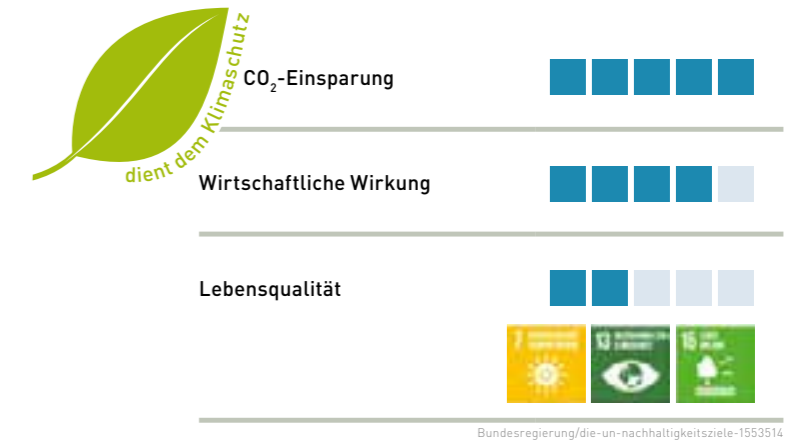 dient dem Klimaschutz
CO₂-Einsparung
Wirtschaftliche Wirkung
Lebensqualität
7
13
15
Bundesregierung/die-un-nachhaltigkeitsziele-1553514